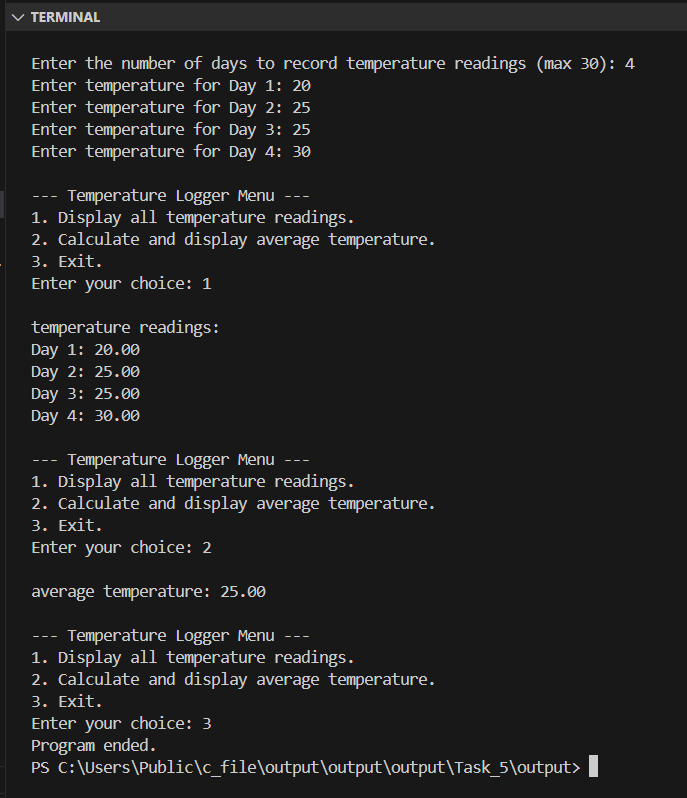 TERMINAL
Enter the number of days to record temperature readings (max 30): 4
Enter temperature for Day 1: 20
Enter temperature for Day 2: 25
Enter temperature for Day 3: 25
Enter temperature for Day 4: 30
--- Temperature Logger Menu ---
1. Display all temperature readings.
2. Calculate and display average temperature.
3. Exit.
Enter your choice: 1
temperature readings:
Day 1: 20.00
Day 2: 25.00
Day 3: 25.00
Day 4: 30.00
--- Temperature Logger Menu ---
1. Display all temperature readings.
2. Calculate and display average temperature.
3. Exit.
Enter your choice: 2
average temperature: 25.00
--- Temperature Logger Menu ---
1. Display all temperature readings.
2. Calculate and display average temperature.
3. Exit.
Enter your choice: 3
Program ended.
PS C:\Users\Public\c_file\output\output\output\Task_5\output>